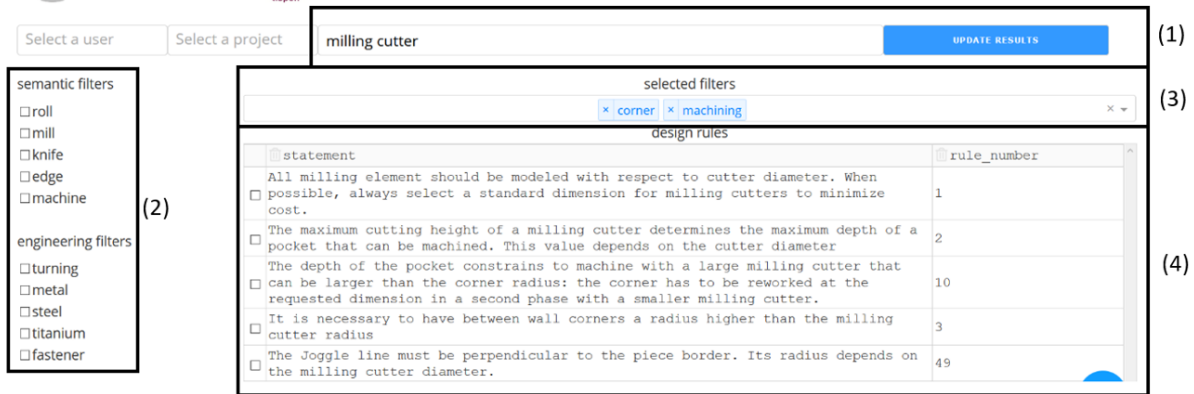 Select a user Select a project milling cutter UPDATE RESULTS (1)
semantic filters
roll
mill
knife
edge
machine
(2)
engineering filters
turning
metal
steel
titanium
fastener
selected filters
× corner × machining × (3)
design rules
statement rule_number
All milling element should be modeled with respect to cutter diameter. When
possible, always select a standard dimension for milling cutters to minimize 1
cost.
The maximum cutting height of a milling cutter determines the maximum depth of a
pocket that can be machined. This value depends on the cutter diameter 2
The depth of the pocket constrains to machine with a large milling cutter that
can be larger than the corner radius: the corner has to be reworked at the 10
requested dimension in a second phase with a smaller milling cutter.
(4)
It is necessary to have between wall corners a radius higher than the milling
cutter radius 3
The Joggle line must be perpendicular to the piece border. Its radius depends on
the milling cutter diameter. 49